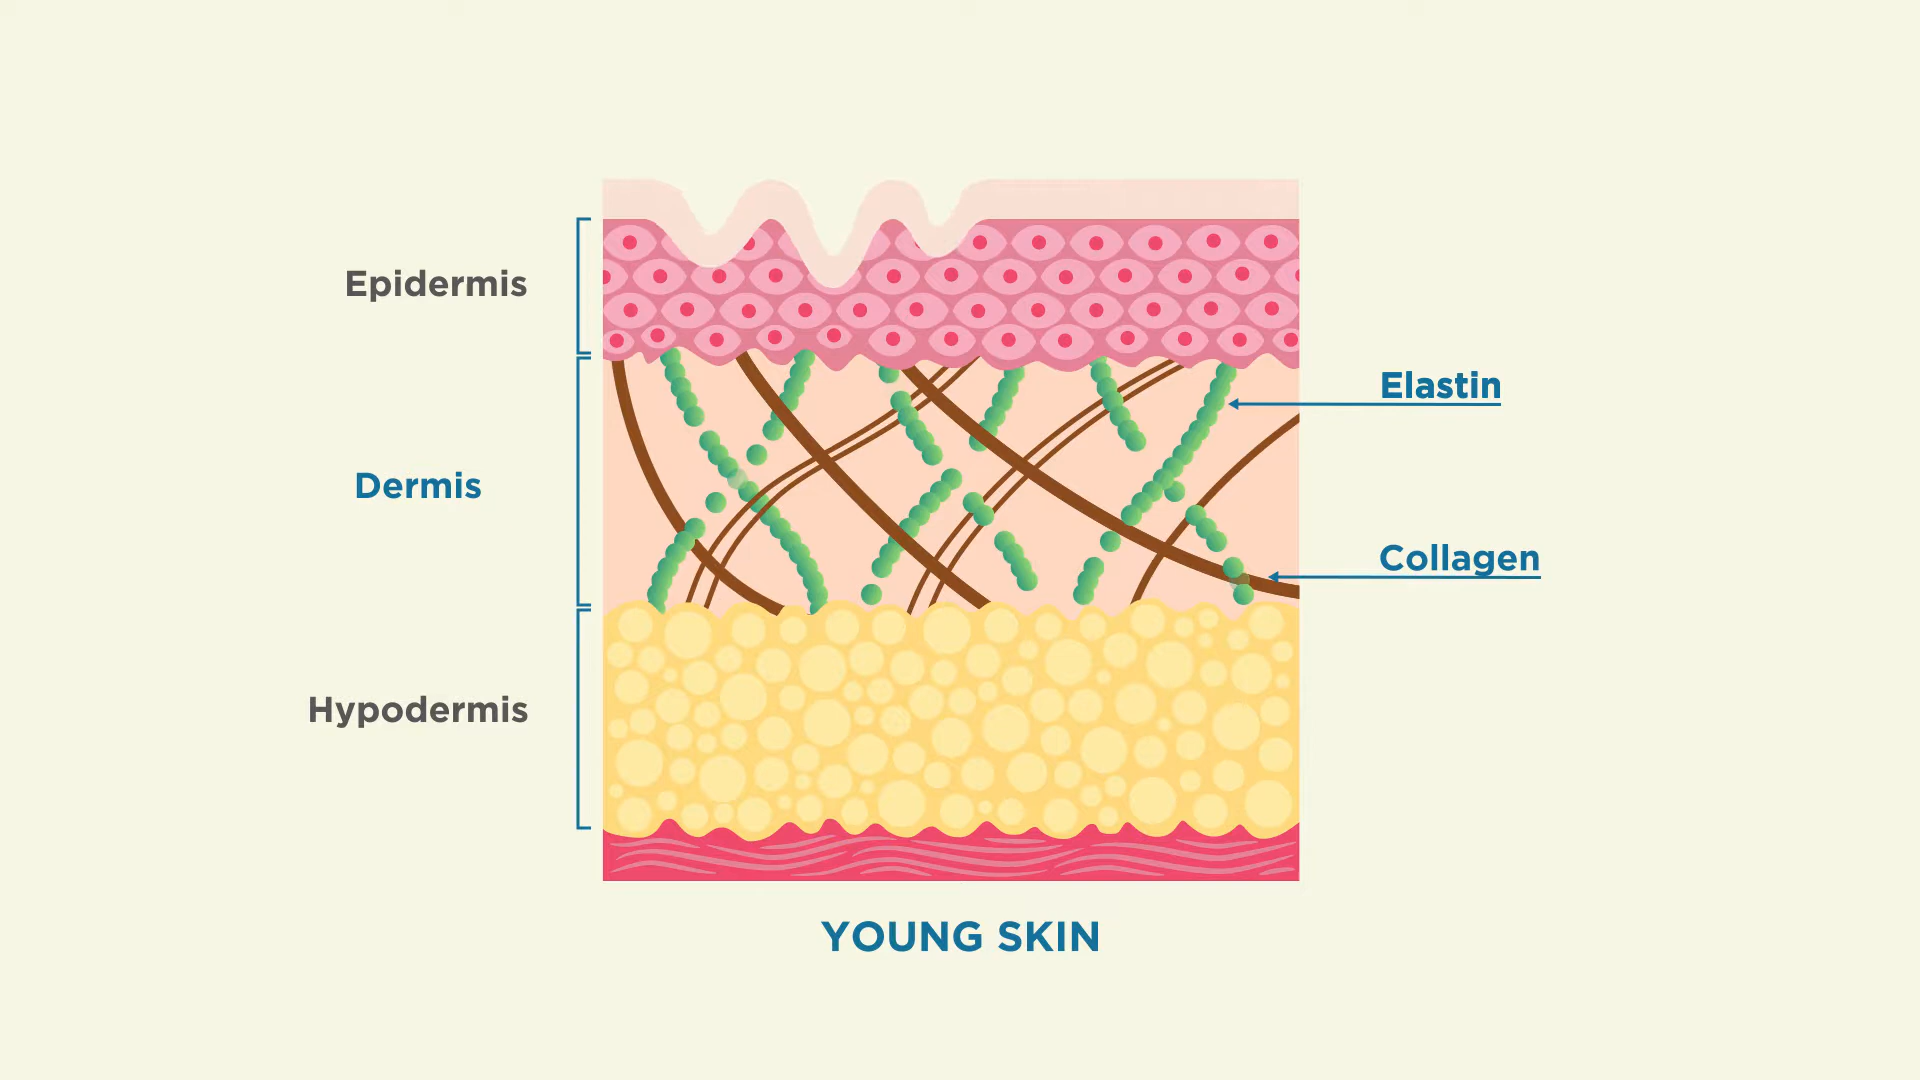 Epidermis
Elastin
Dermis
Collagen
Hypodermis
YOUNG SKIN